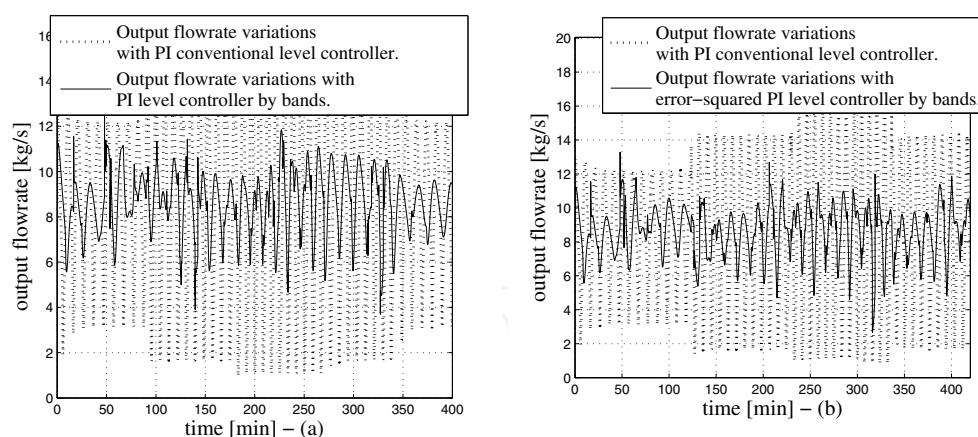 Output flowrate variations
with PI conventional level controller.
Output flowrate variations with
PI level controller by bands.
16
12
10
8
6
4
2
0
output flowrate [kg/s]
0 50 100 150 200 250 300 350 400
time [min] − (a)
Output flowrate variations
with PI conventional level controller.
Output flowrate variations with
error−squared PI level controller by bands.
20
18
16
14
12
10
8
6
4
2
0
output flowrate [kg/s]
0 50 100 150 200 250 300 350 400
time [min] − (b)